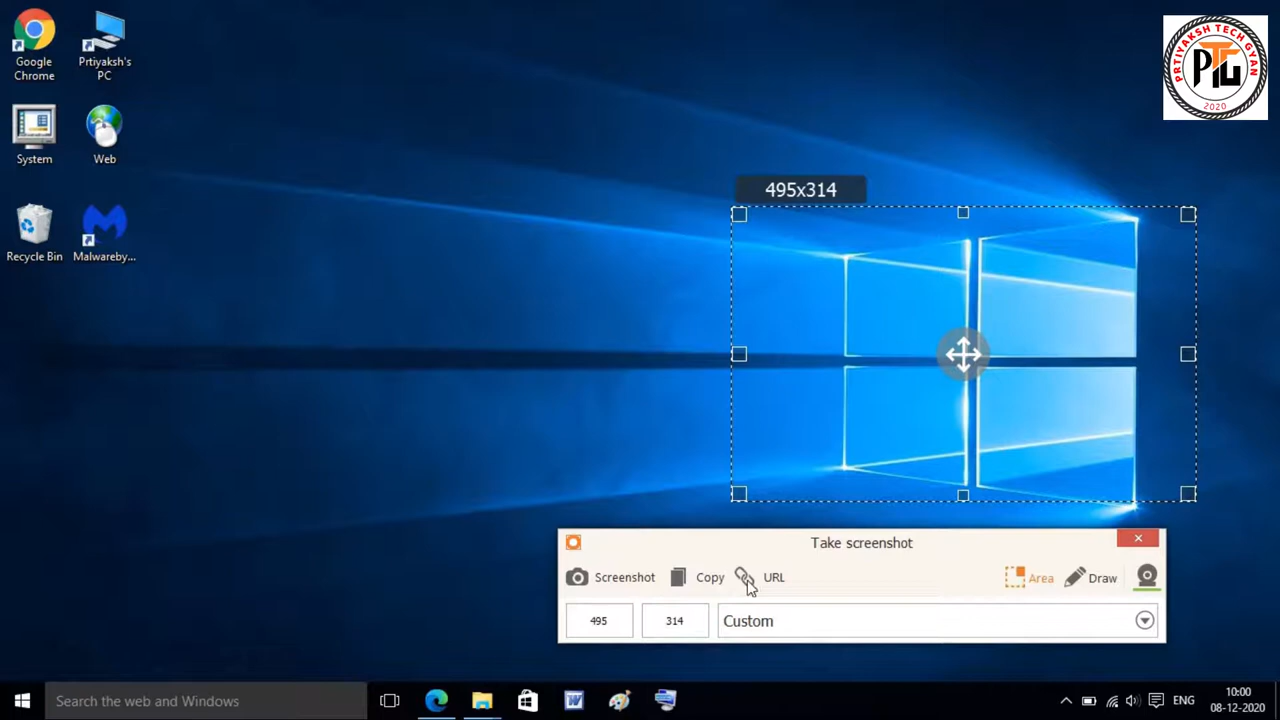 Google
Chrome
Prtiyaksh's
PC
System
Web
Recycle Bin
Malwareby...
PRTIYAKSH TECH GYAN
PTG
2020
495x314
Take screenshot
Screenshot
Copy
URL
Area
Draw
495
314
Custom
Search the web and Windows
ENG
10:00
08-12-2020